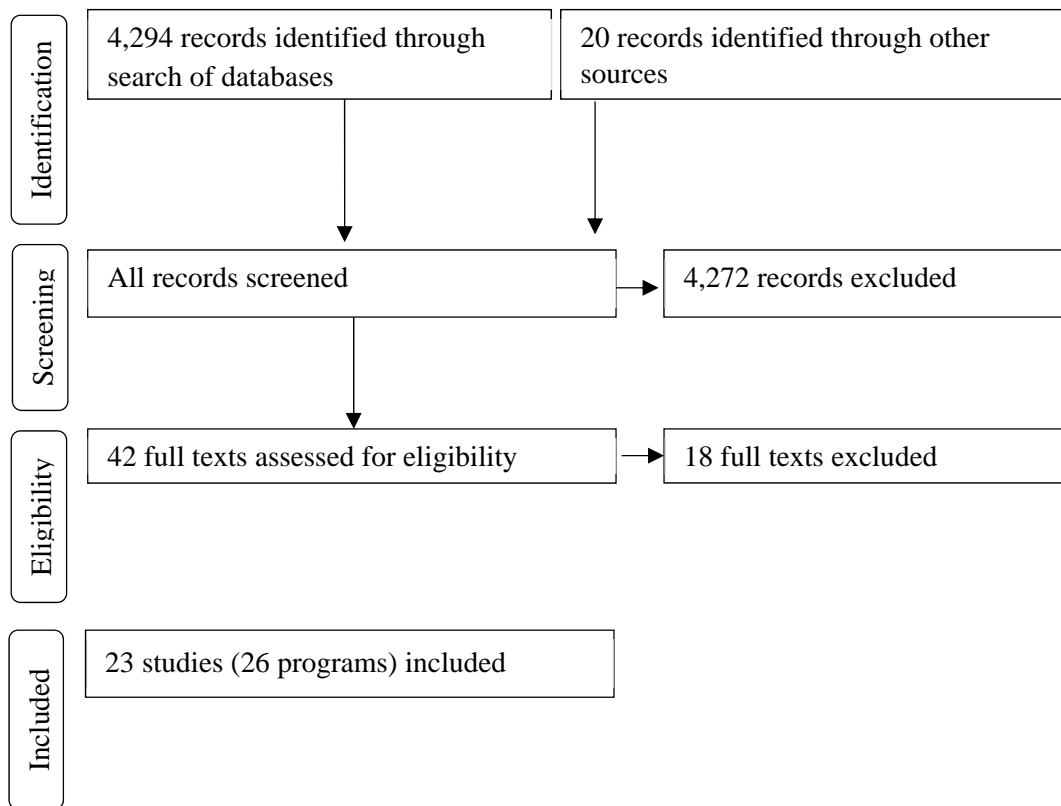 Identification
4,294 records identified through
search of databases
20 records identified through other
sources
Screening
All records screened
4,272 records excluded
Eligibility
42 full texts assessed for eligibility
18 full texts excluded
Included
23 studies (26 programs) included